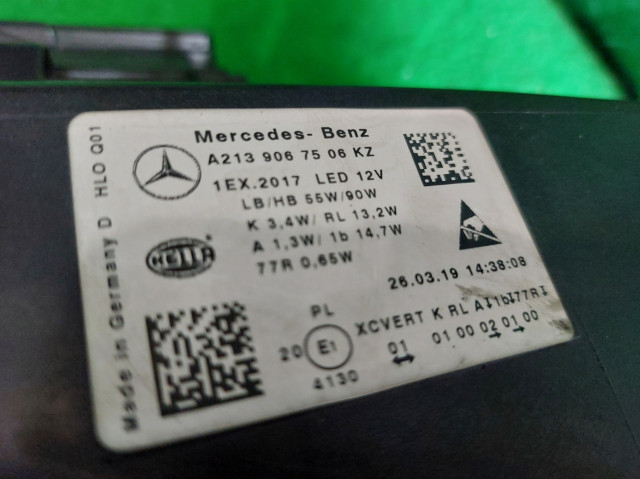 Mercedes- Benz
A213 906 75 06 KZ
1EX.2017 LED 12V
LB/HB 55W/90W
K 3,4W/ RL 13,2W
A 1,3W/ 1b 14,7W
77R 0,65W
HELLA
26.03.19 14:38:08
PL
20 E1
4130
XCVERT K RL A11b177R1
01 01 00 02 01 00
Made in Germany D HLO Q01